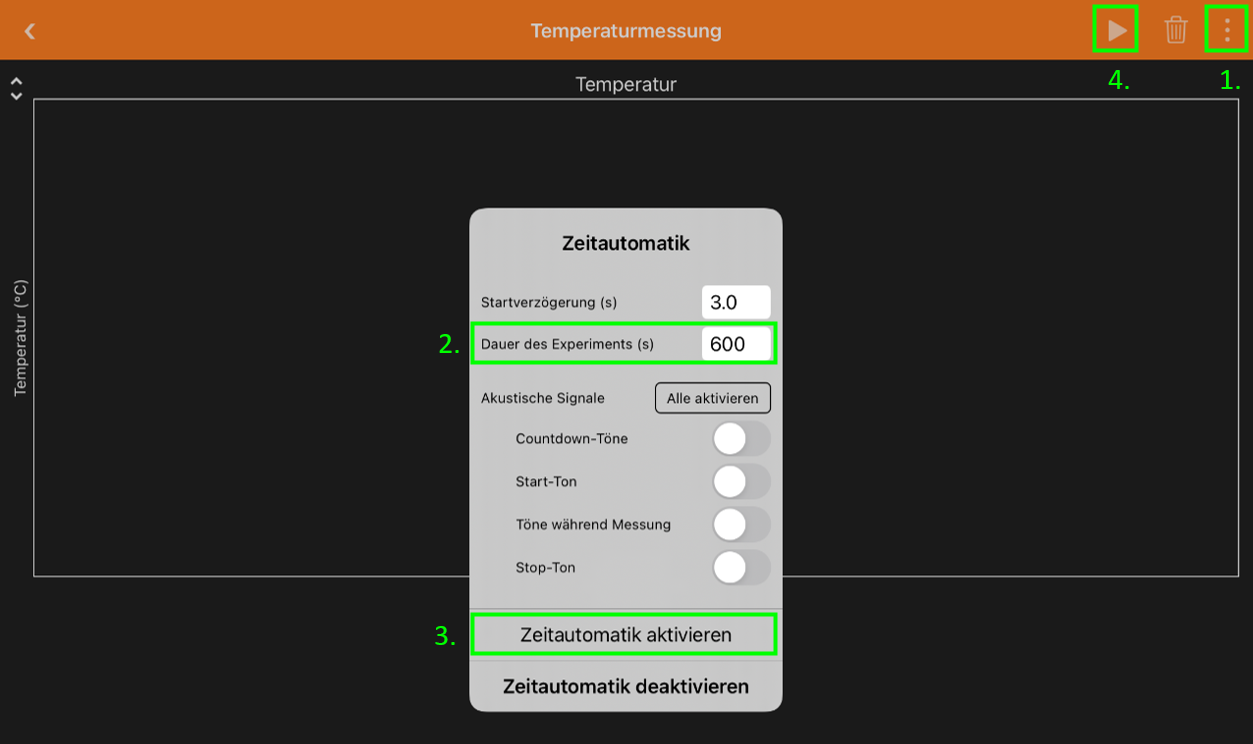 Temperaturmessung
4.
1.
Temperatur
Temperatur (°C)
Zeitautomatik
Startverzögerung (s) 3.0
2. Dauer des Experiments (s) 600
Akustische Signale Alle aktivieren
Countdown-Töne
Start-Ton
Töne während Messung
Stop-Ton
3. Zeitautomatik aktivieren
Zeitautomatik deaktivieren